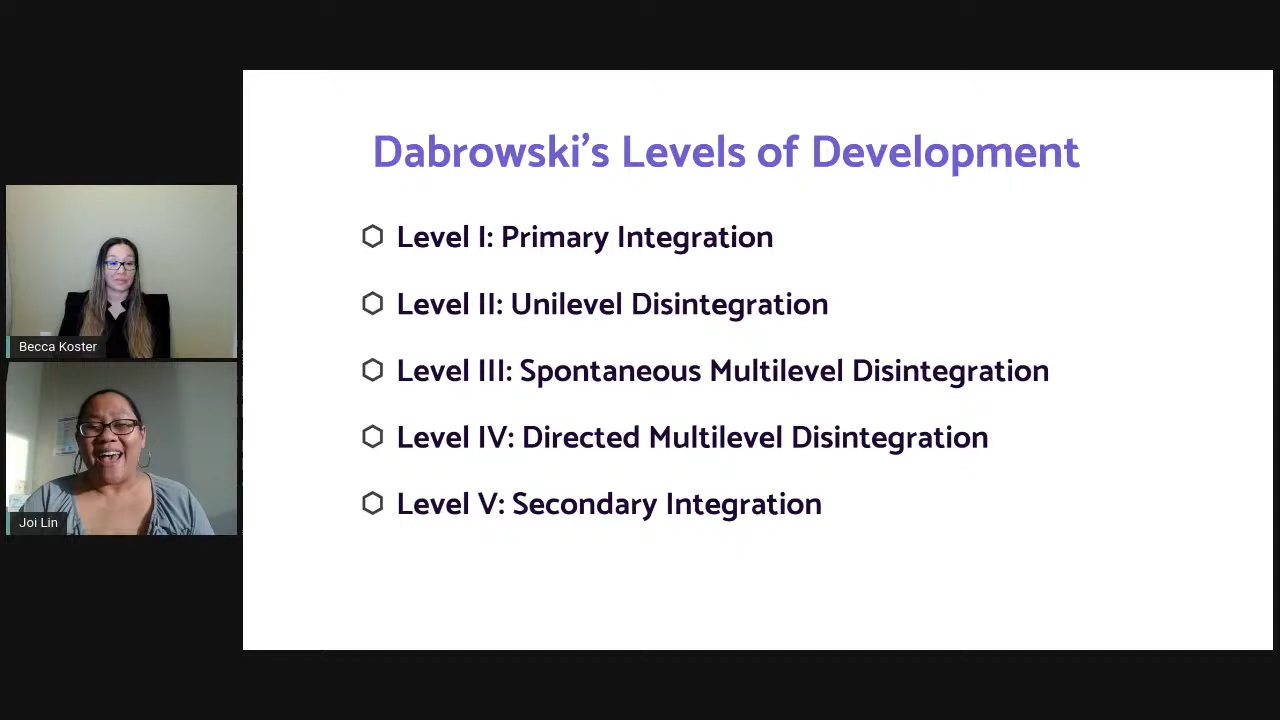 Dabrowski's Levels of Development
Level I: Primary Integration
Level II: Unilevel Disintegration
Level III: Spontaneous Multilevel Disintegration
Level IV: Directed Multilevel Disintegration
Level V: Secondary Integration
Becca Koster
Joi Lin